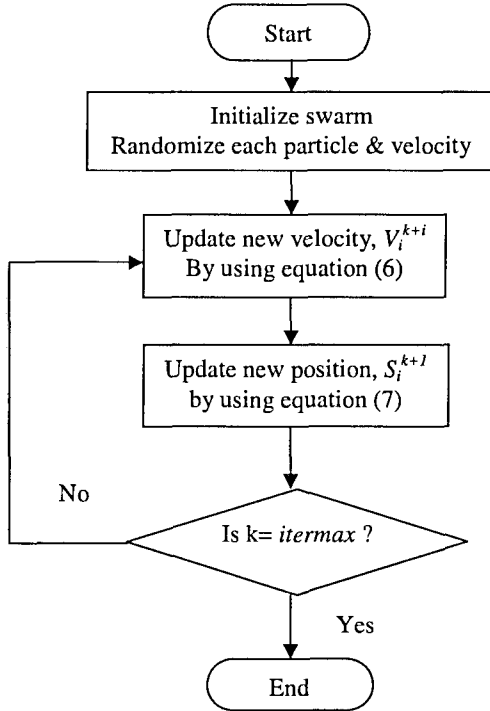 Start
Initialize swarm
Randomize each particle & velocity
Update new velocity, V_i^{k+i}
By using equation (6)
Update new position, S_i^{k+1}
by using equation (7)
No
Is k= itermax ?
Yes
End